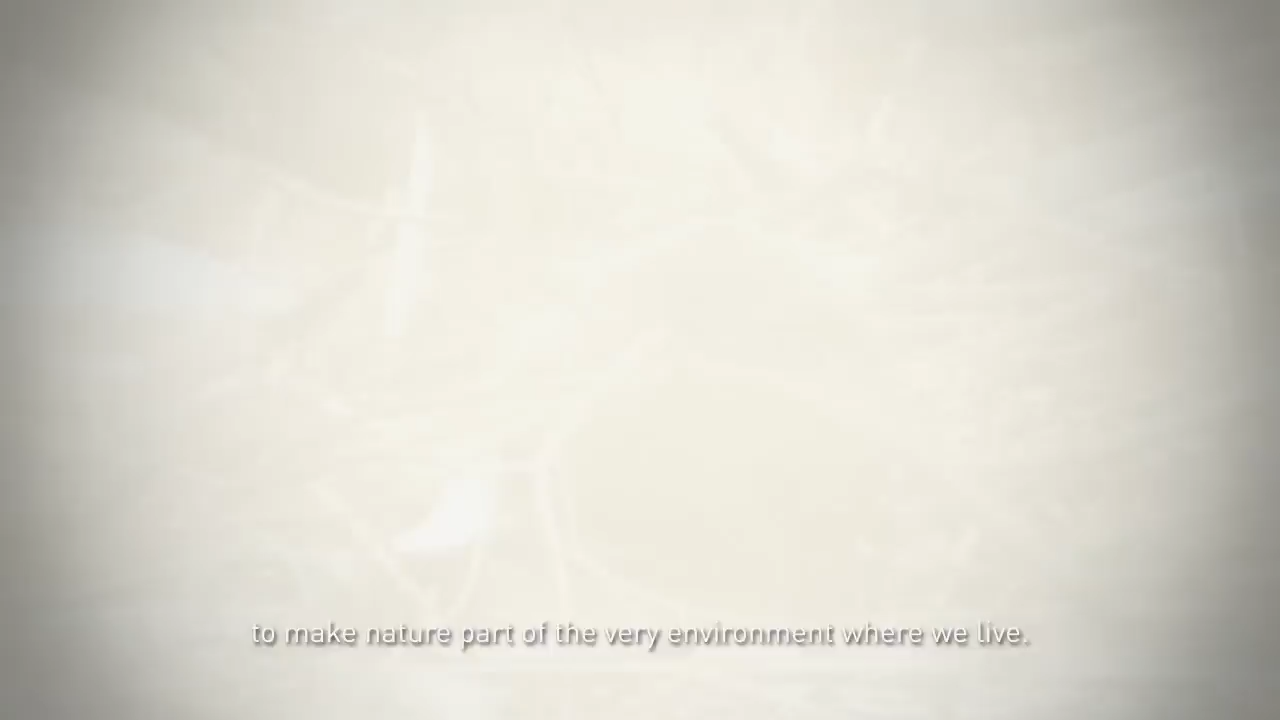 to make nature part of the very environment where we live.